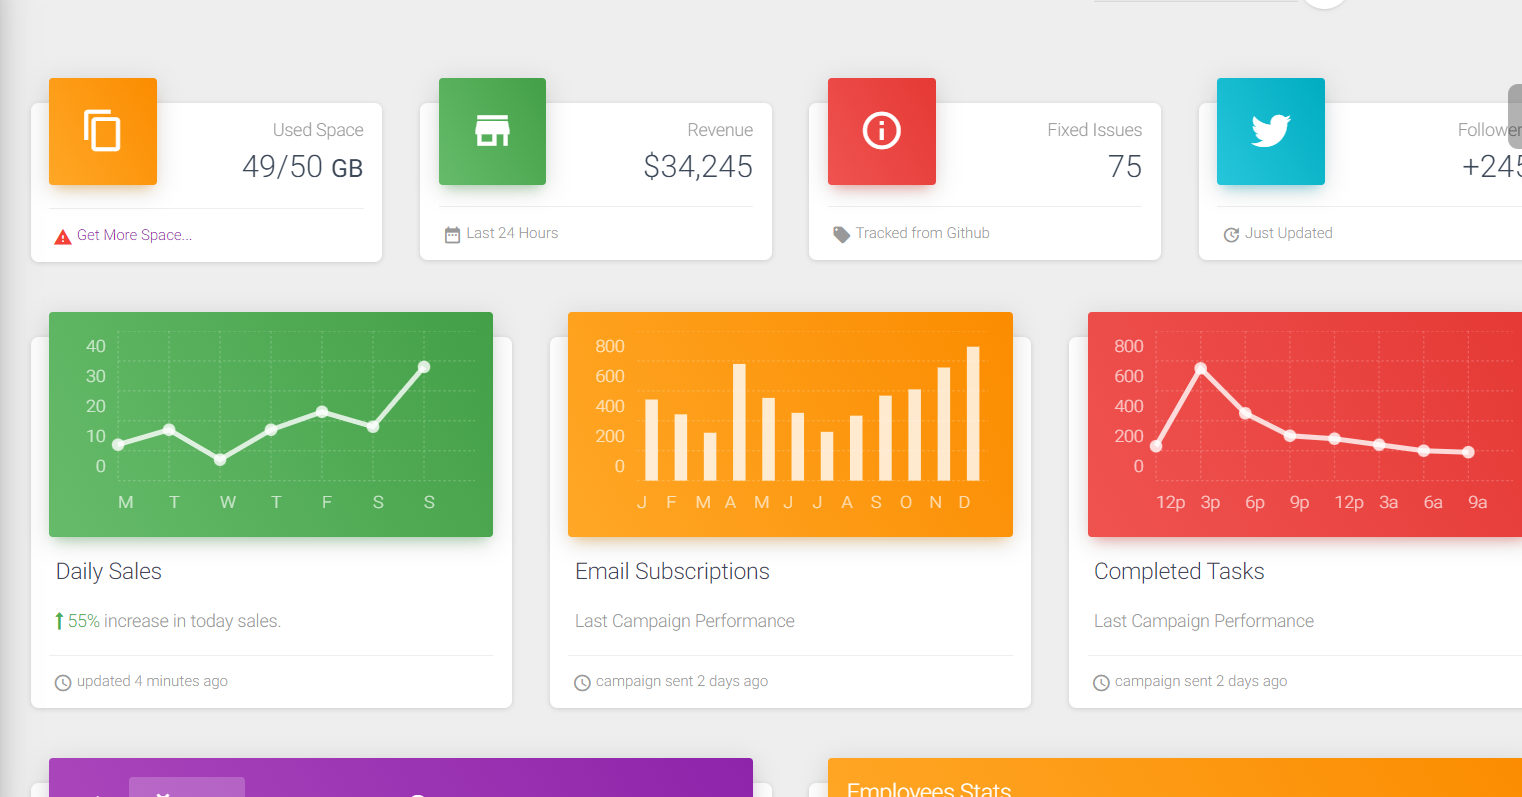 Used Space
49/50 GB
Get More Space...
Revenue
$34,245
Last 24 Hours
Fixed Issues
75
Tracked from Github
+245
Just Updated
40
30
20
10
0
M T W T F S S
Daily Sales
55% increase in today sales.
updated 4 minutes ago
800
600
400
200
0
J F M A M J J A S O N D
Email Subscriptions
Last Campaign Performance
campaign sent 2 days ago
800
600
400
200
0
12p 3p 6p 9p 12p 3a 6a 9a
Completed Tasks
Last Campaign Performance
campaign sent 2 days ago
Employees Stats